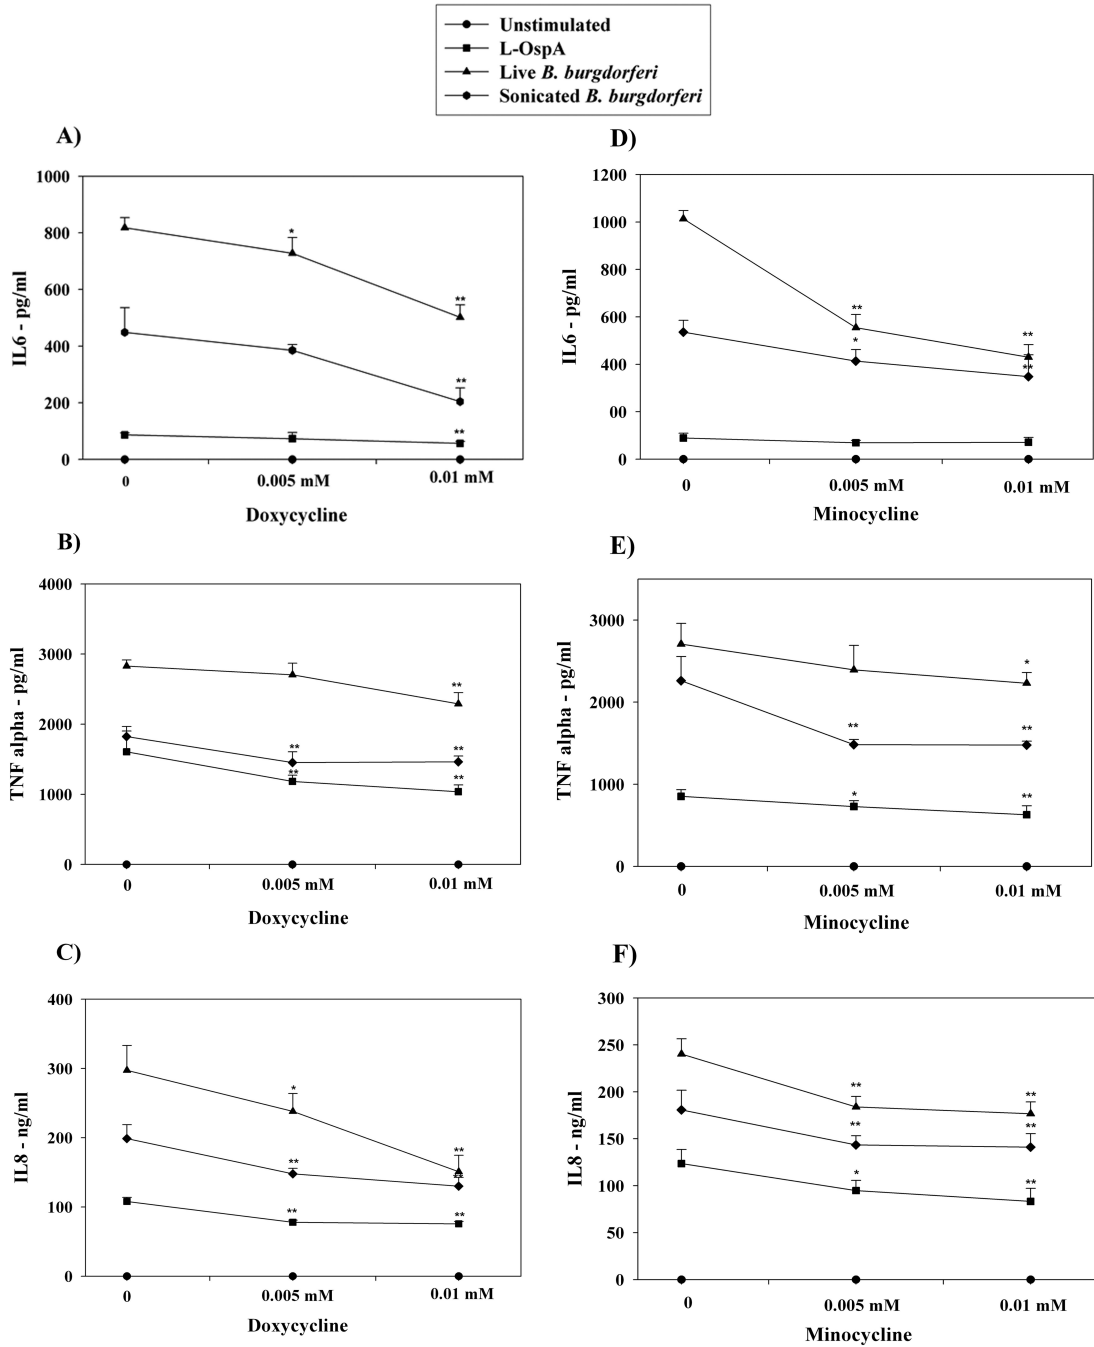 Unstimulated
L-OspA
Live B. burgdorferi
Sonicated B. burgdorferi
A)
1000
800
600
400
200
0
IL6 - pg/ml
*
**
**
**
0
0.005 mM
0.01 mM
Doxycycline
D)
1200
1000
800
600
400
00
0
IL6 - pg/ml
**
*
**
**
0
0.005 mM
0.01 mM
Minocycline
B)
4000
3000
2000
1000
0
TNF alpha - pg/ml
**
**
**
**
**
0
0.005 mM
0.01 mM
Doxycycline
E)
3000
2000
1000
0
TNF alpha - pg/ml
*
**
**
*
**
0
0.005 mM
0.01 mM
Minocycline
C)
400
300
200
100
0
IL8 - ng/ml
*
**
**
**
**
**
0
0.005 mM
0.01 mM
Doxycycline
F)
300
250
200
150
100
50
0
IL8 - ng/ml
**
**
**
**
*
**
0
0.005 mM
0.01 mM
Minocycline